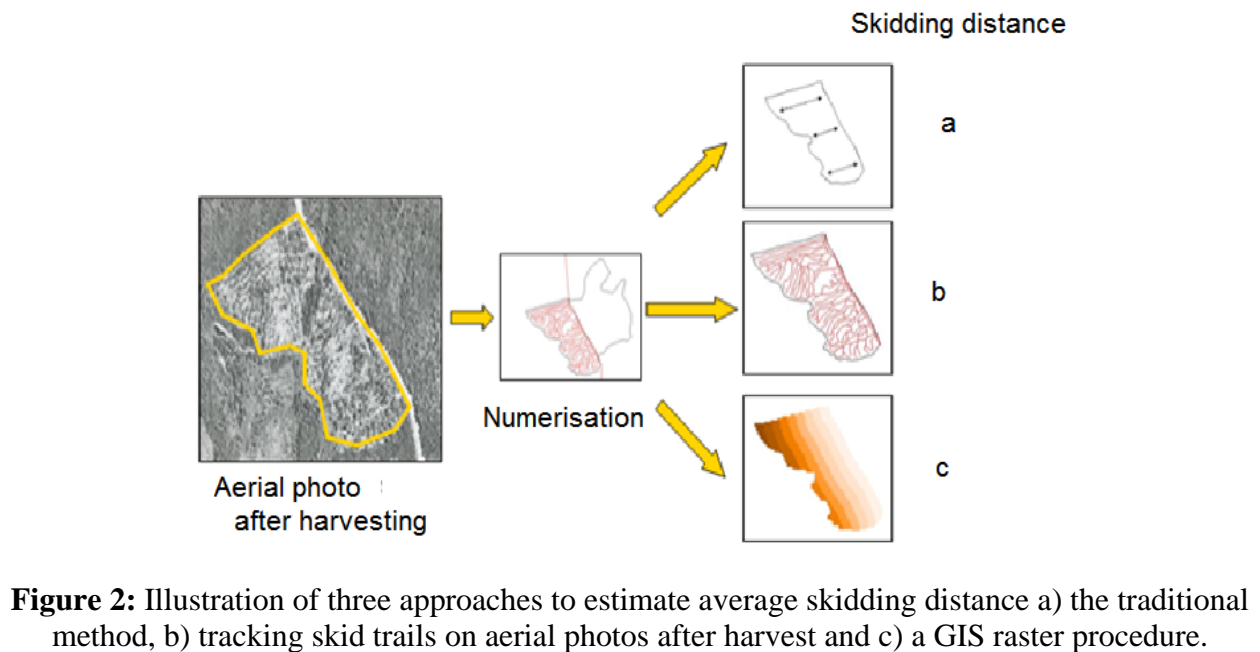 Skidding distance
a
b
Numerisation
c
Aerial photo
after harvesting
Figure 2: Illustration of three approaches to estimate average skidding distance a) the traditional
method, b) tracking skid trails on aerial photos after harvest and c) a GIS raster procedure.